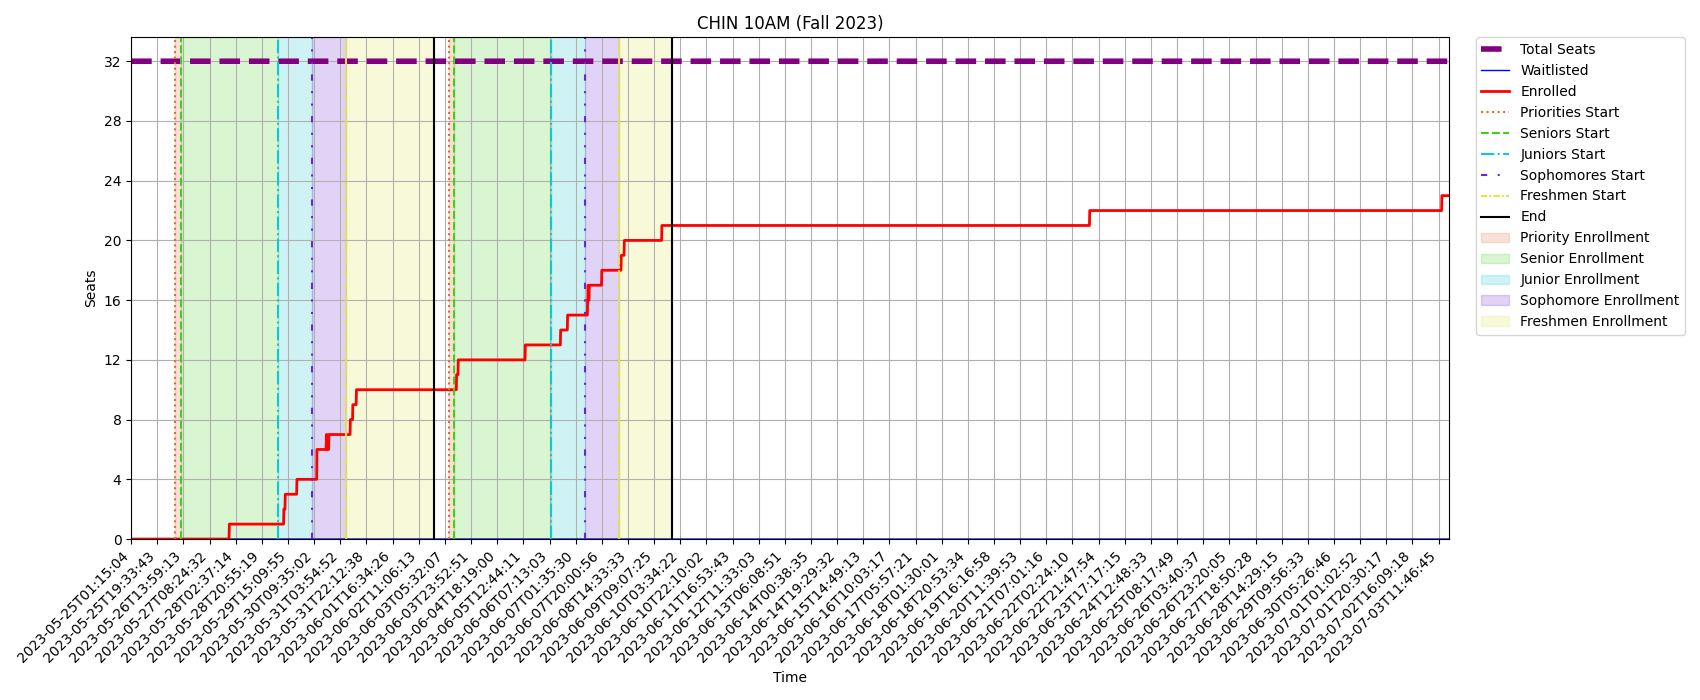 CHIN 10AM (Fall 2023)
Seats
32
28
24
20
16
12
8
4
0
2023-05-25T01:15:04
2023-05-25T19:33:43
2023-05-26T13:59:13
2023-05-27T08:24:32
2023-05-28T02:37:14
2023-05-28T20:55:19
2023-05-29T15:09:55
2023-05-30T09:35:02
2023-05-31T03:54:52
2023-05-31T22:12:38
2023-06-01T16:34:26
2023-06-02T11:06:13
2023-06-03T05:32:07
2023-06-03T23:52:51
2023-06-04T18:19:00
2023-06-05T12:44:11
2023-06-06T07:13:03
2023-06-07T01:35:30
2023-06-07T20:00:56
2023-06-08T14:33:33
2023-06-09T09:07:25
2023-06-10T03:34:22
2023-06-10T22:10:02
2023-06-11T16:53:43
2023-06-12T11:33:03
2023-06-13T06:08:51
2023-06-14T00:38:35
2023-06-14T19:29:32
2023-06-15T14:49:13
2023-06-16T10:03:17
2023-06-17T05:57:21
2023-06-18T01:30:01
2023-06-18T20:53:34
2023-06-19T16:16:58
2023-06-20T11:39:53
2023-06-21T07:01:16
2023-06-22T02:24:10
2023-06-22T21:47:54
2023-06-23T17:17:15
2023-06-24T12:48:33
2023-06-25T08:17:49
2023-06-26T03:40:37
2023-06-26T23:20:05
2023-06-27T18:50:28
2023-06-28T14:29:15
2023-06-29T09:56:33
2023-06-30T05:26:46
2023-07-01T01:02:52
2023-07-01T20:30:17
2023-07-02T16:09:18
2023-07-03T11:46:45
Time
Total Seats
Waitlisted
Enrolled
Priorities Start
Seniors Start
Juniors Start
Sophomores Start
Freshmen Start
End
Priority Enrollment
Senior Enrollment
Junior Enrollment
Sophomore Enrollment
Freshmen Enrollment